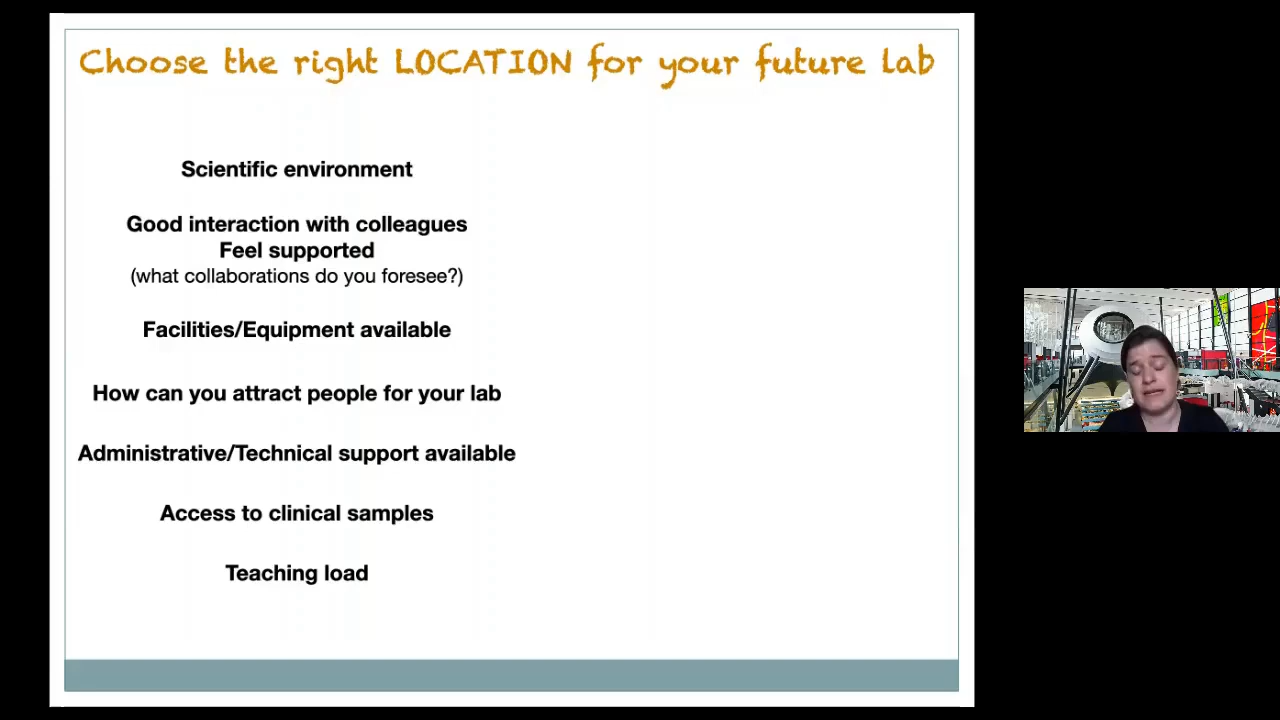 Choose the right LOCATION for your future lab
Scientific environment
Good interaction with colleagues
Feel supported
(what collaborations do you foresee?)
Facilities/Equipment available
How can you attract people for your lab
Administrative/Technical support available
Access to clinical samples
Teaching load